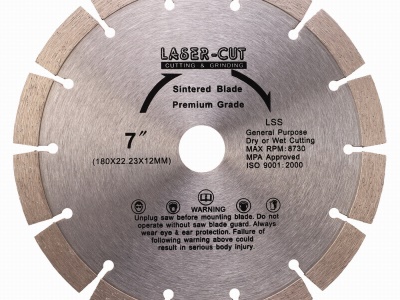 LASER-CUT
CUTTING & GRINDING
Sintered Blade
Premium Grade
7"
(180X22.23X12MM)
LSS
General Purpose
Dry or Wet Cutting
MAX RPM:8730
MPA Approved
ISO 9001:2000
WARNING
Unplug saw before mounting blade. Do not
operate without saw blade guard. Always
wear eye & ear protection. Failure of
following warning above could
result in serious body injury.